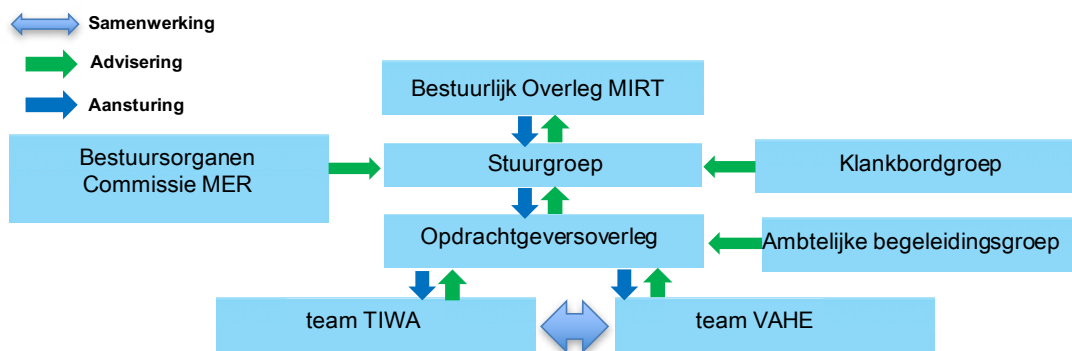 Samenwerking
Advisering
Aansturing
Bestuurlijk Overleg MIRT
Bestuursorganen
Commissie MER
Stuurgroep
Klankbordgroep
Opdrachtgeversoverleg
Ambtelijke begeleidingsgroep
team TIWA
team VAHE